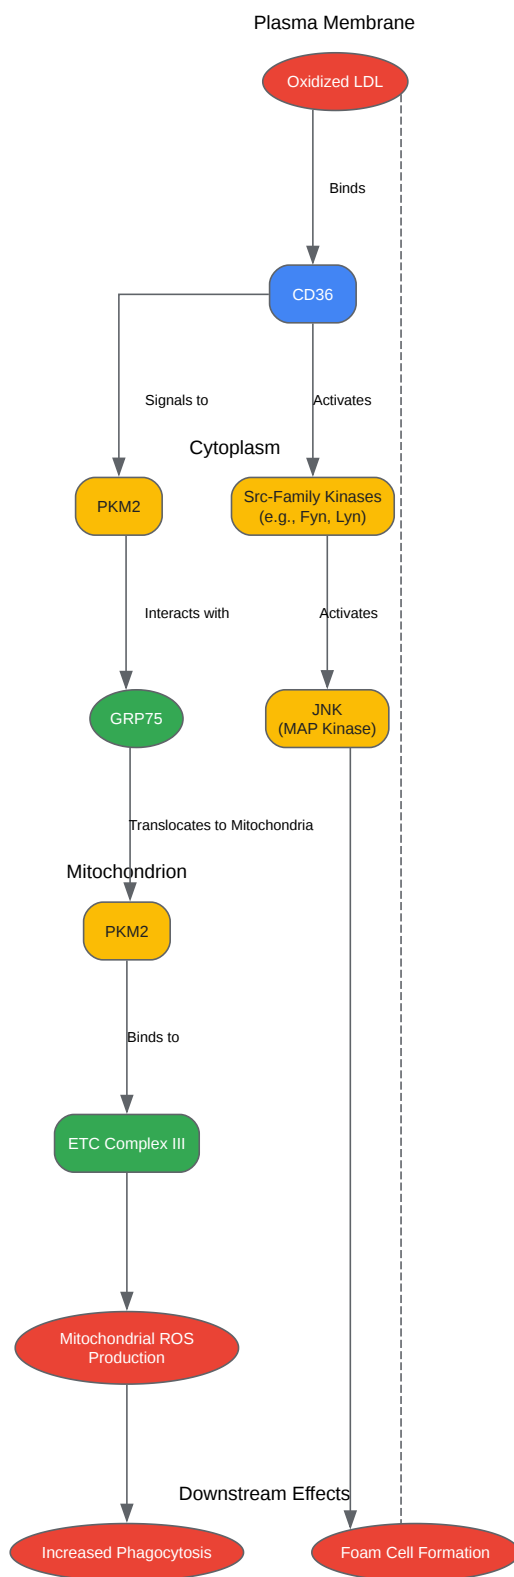 Plasma Membrane
Oxidized LDL
Binds
CD36
Signals to
Activates
Cytoplasm
PKM2
Src-Family Kinases
(e.g., Fyn, Lyn)
Interacts with
Activates
GRP75
JNK
(MAP Kinase)
Translocates to Mitochondria
Mitochondrion
PKM2
Binds to
ETC Complex III
Mitochondrial ROS
Production
Downstream Effects
Increased Phagocytosis
Foam Cell Formation